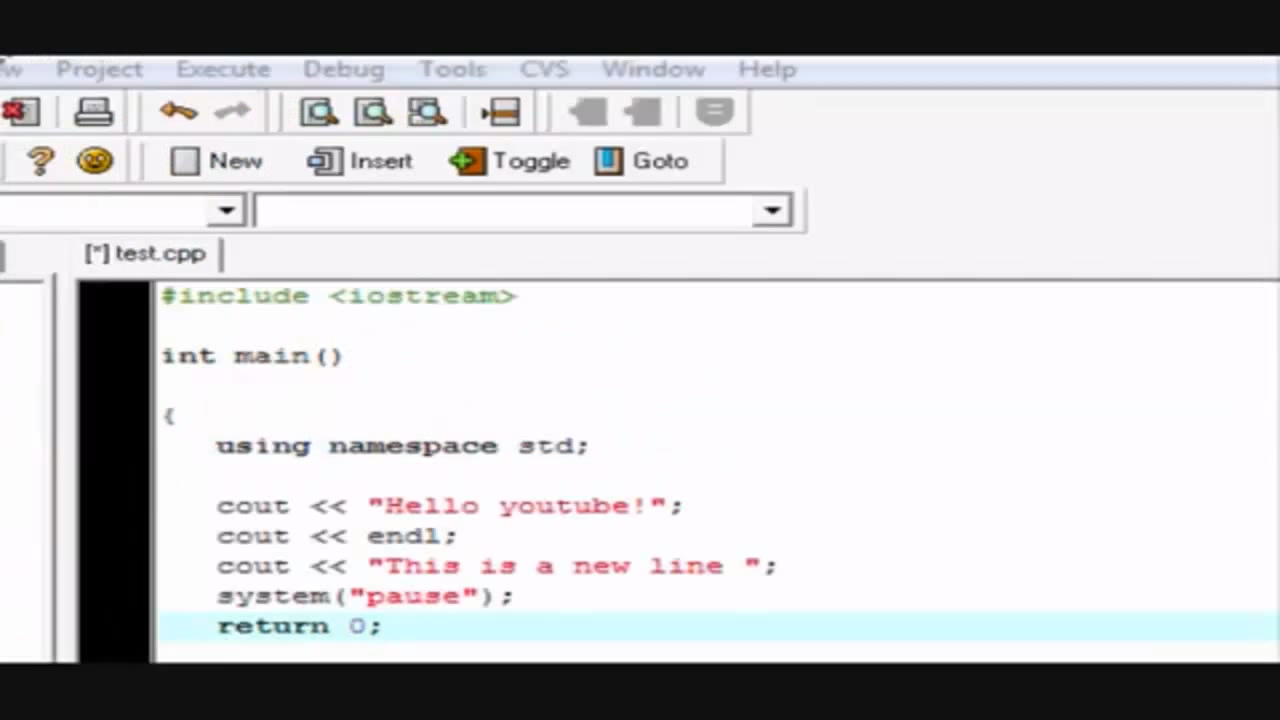 Project Execute Debug Tools CVS Window Help
New Insert Toggle Goto
[*] test.cpp
#include <iostream>
int main()
{
using namespace std;
cout << "Hello youtube!";
cout << endl;
cout << "This is a new line ";
system("pause");
return 0;